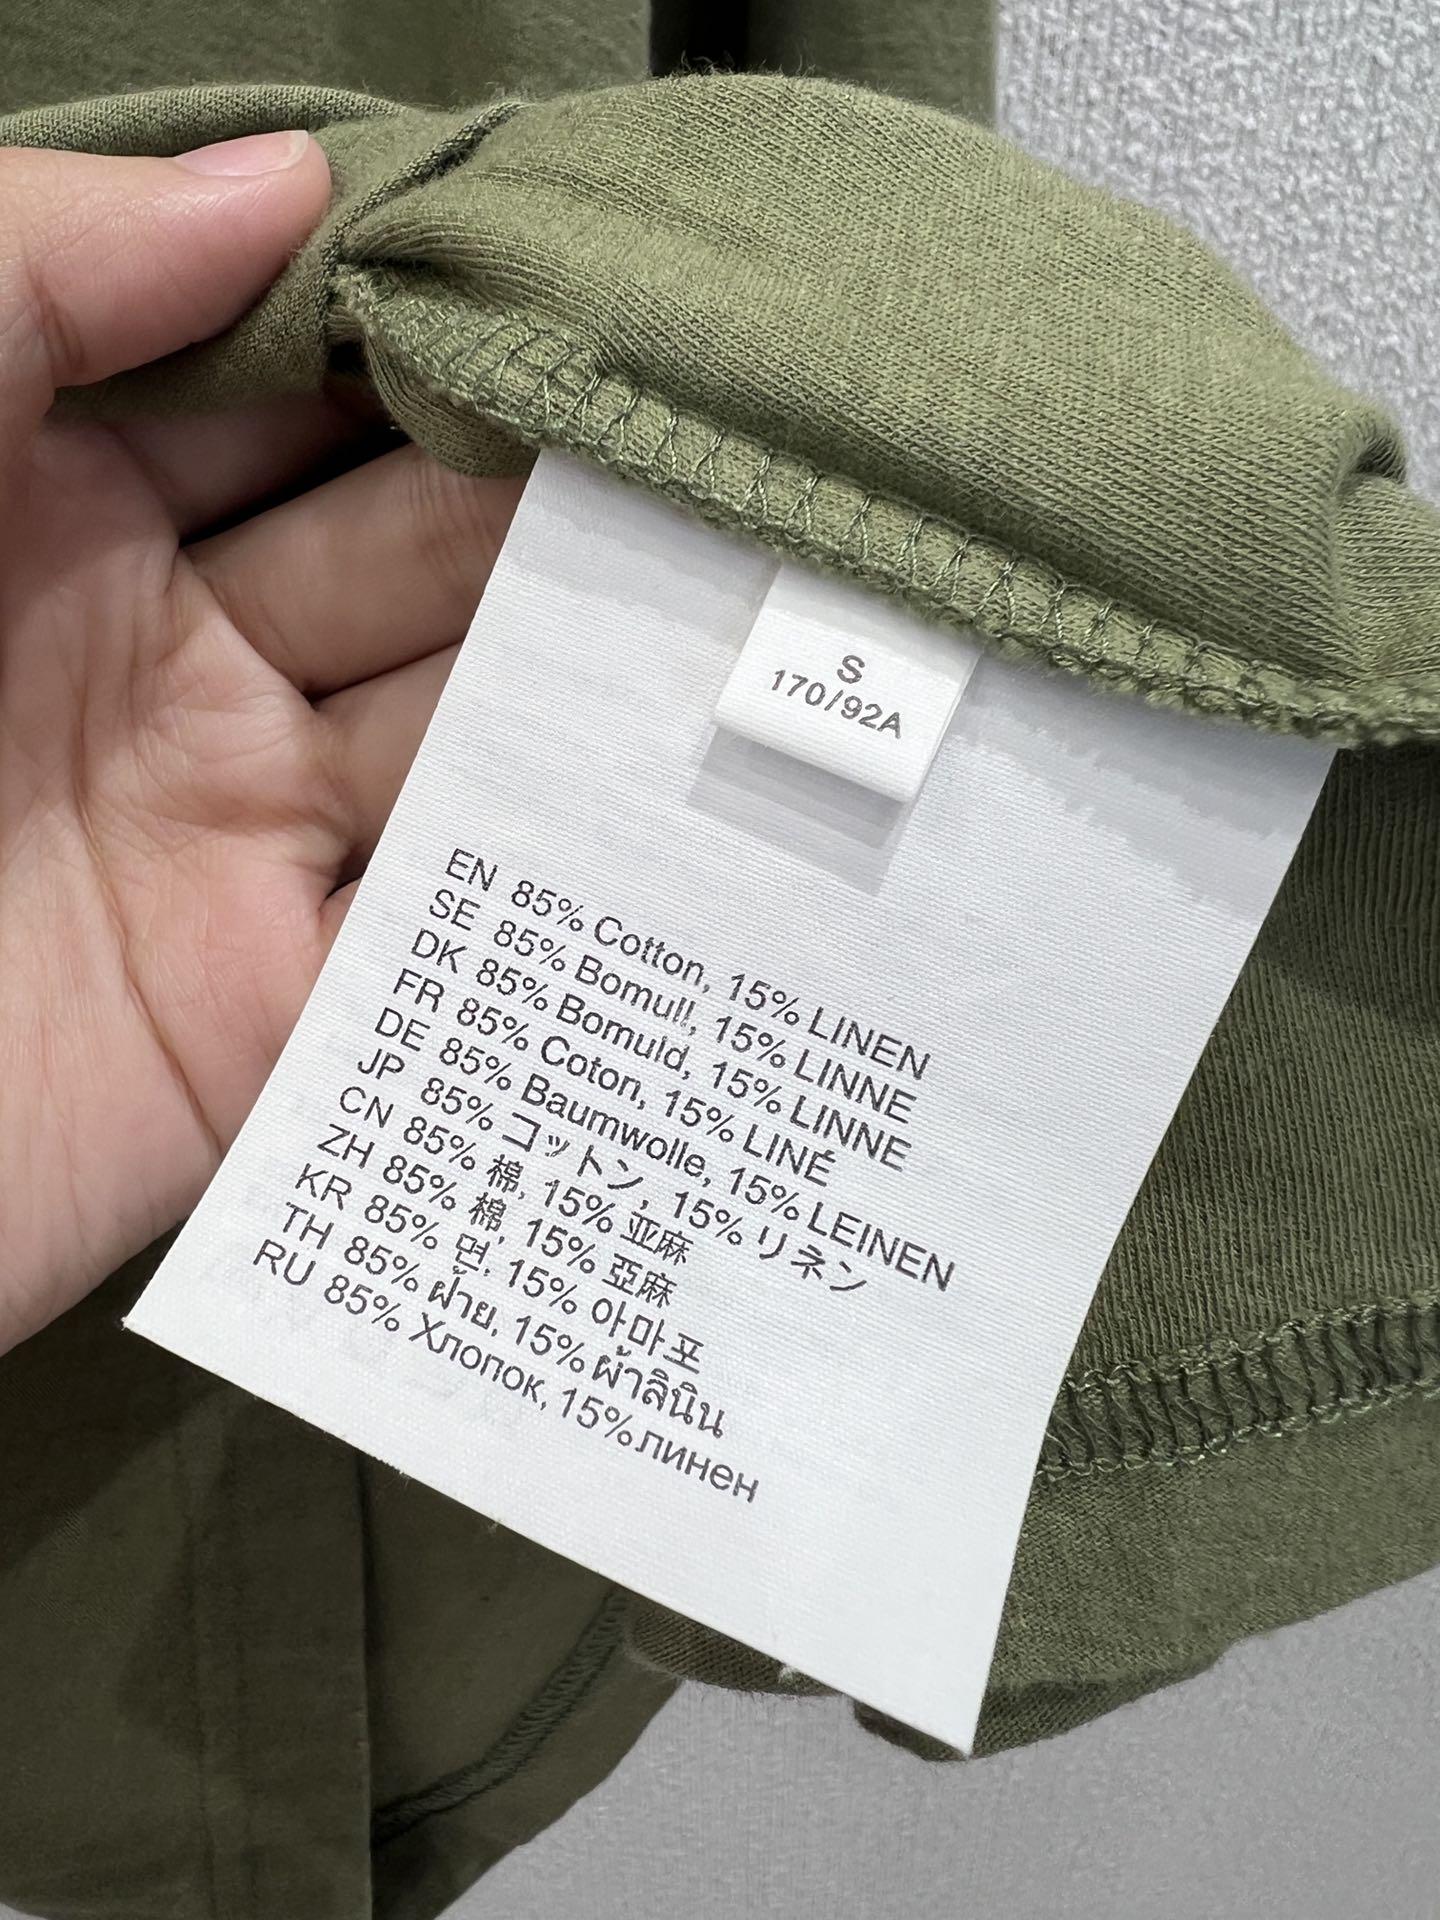 S
170/92A
EN 85% Cotton, 15% LINEN
SE 85% Bomull, 15% LINNE
DK 85% Bomuld, 15% LINNE
FR 85% Coton, 15% LINÉ
DE 85% Baumwolle, 15% LEINEN
JP 85% コットン, 15% リネン
CN 85% 棉, 15% 亚麻
ZH 85% 棉, 15% 亞麻
KR 85% 면, 15% 아마포
TH 85% ฝ้าย, 15% ผ้าลินิน
RU 85% Хлопок, 15% линен